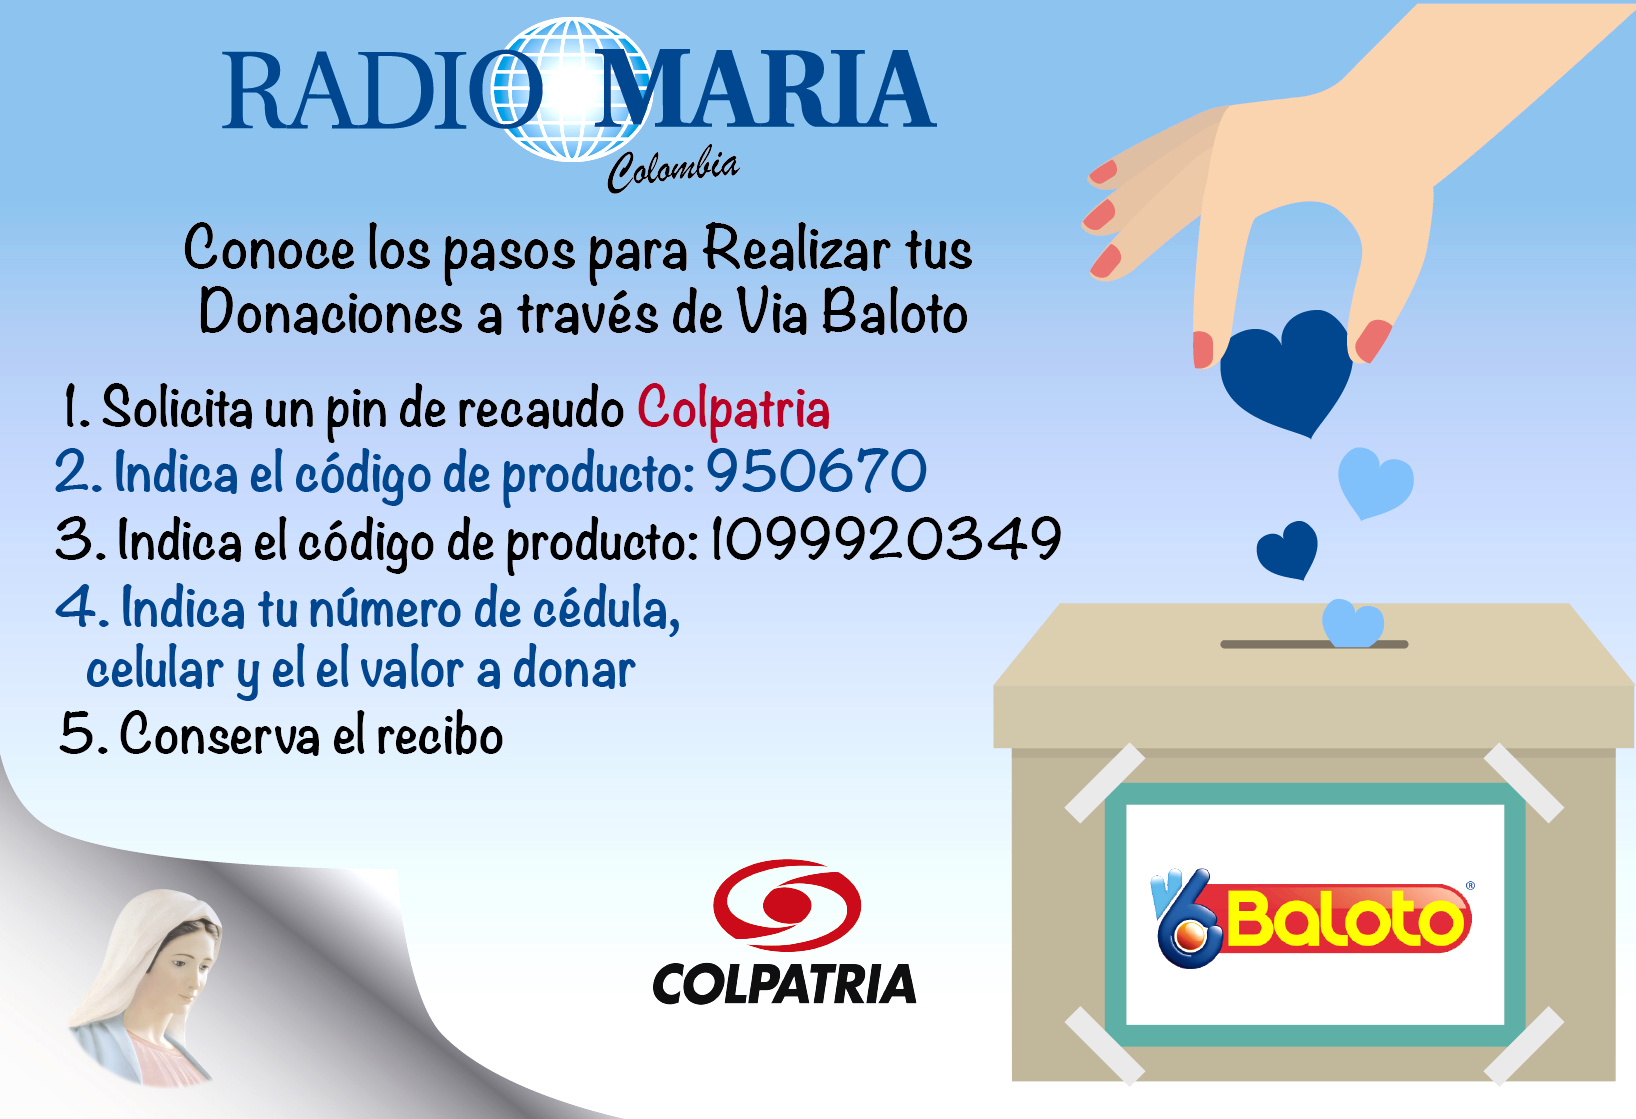 RADIO MARIA
Colombia
Conoce los pasos para Realizar tus
Donaciones a través de Via Baloto
1. Solicita un pin de recaudo Colpatria
2. Indica el código de producto: 950670
3. Indica el código de producto: 1099920349
4. Indica tu número de cédula,
celular y el el valor a donar
5. Conserva el recibo
COLPATRIA
Baloto®